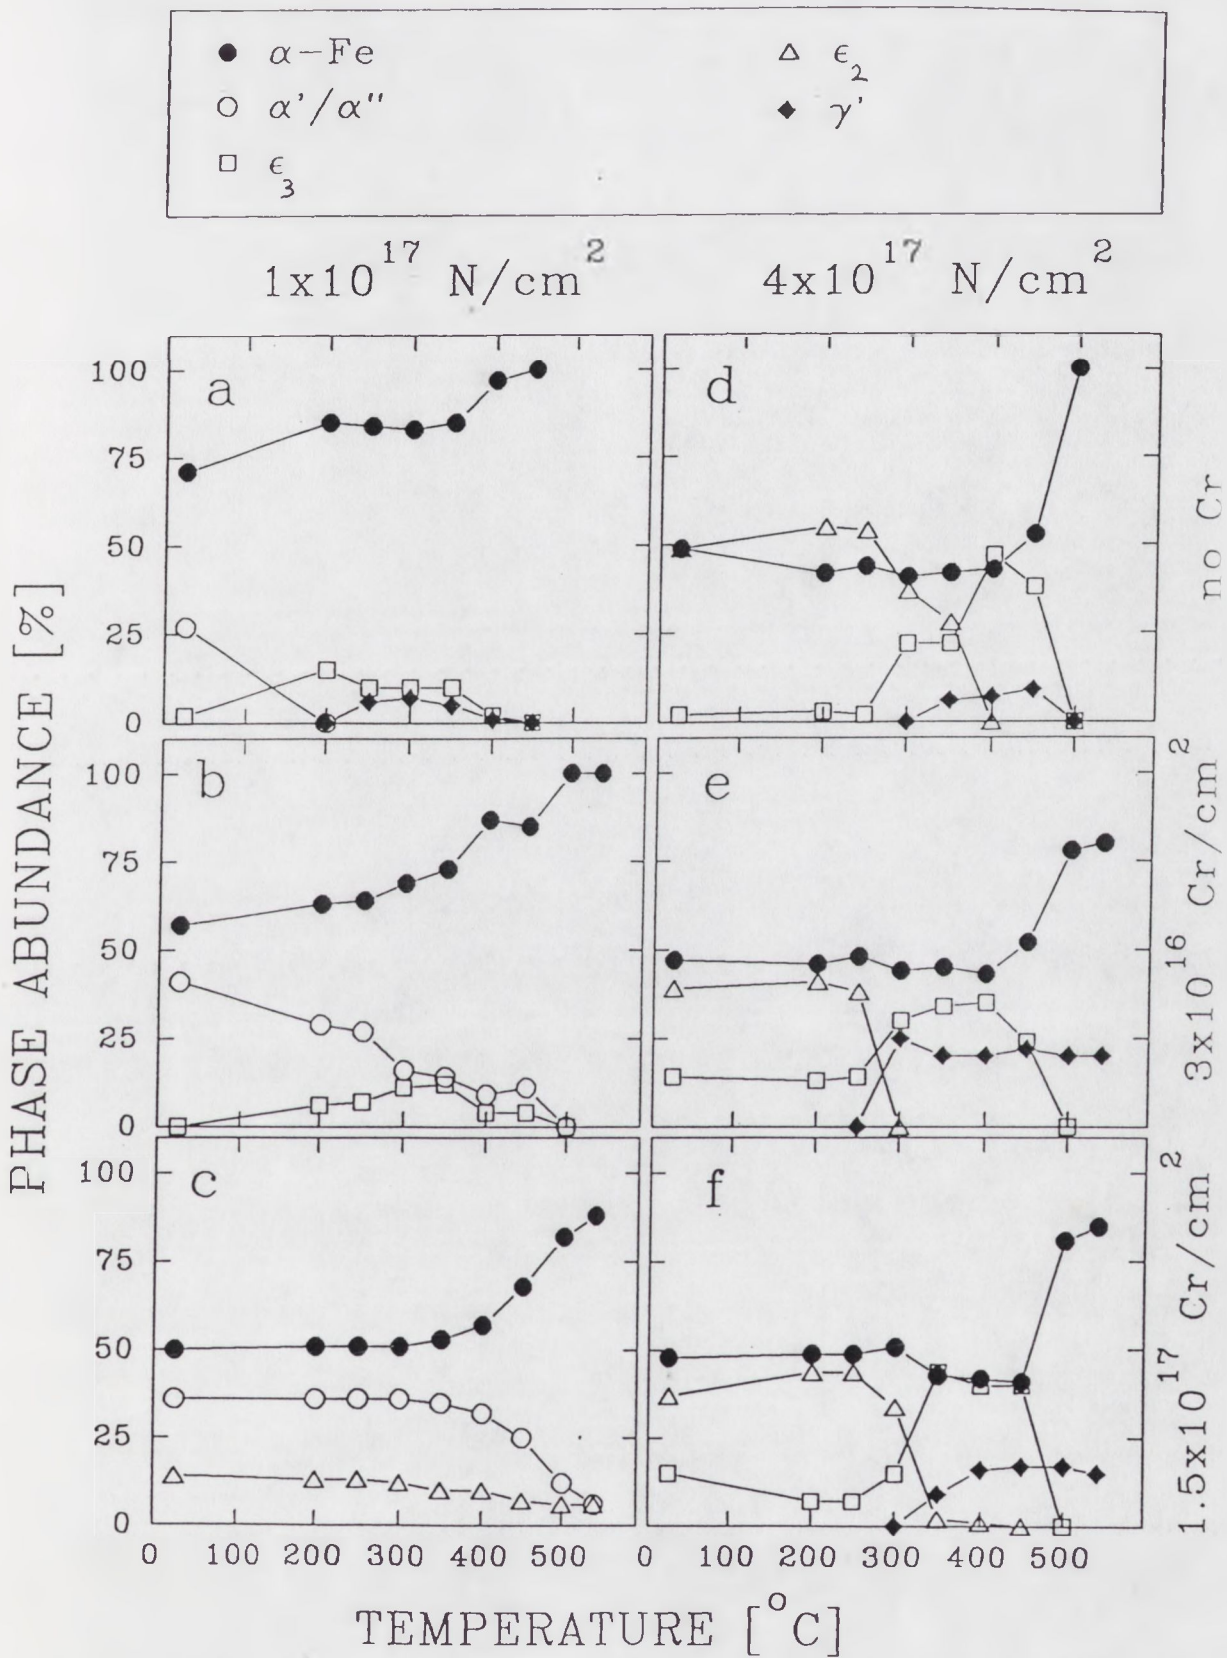 α-Fe
α'/α"
ϵ3
ϵ2
γ'
1x10^17 N/cm^2
4x10^17 N/cm^2
PHASE ABUNDANCE [%]
100
75
50
25
0
a
d
no Cr
100
75
50
25
0
b
e
3x10^16 Cr/cm^2
100
75
50
25
0
c
f
1.5x10^17 Cr/cm^2
0 100 200 300 400 500
0 100 200 300 400 500
TEMPERATURE [°C]